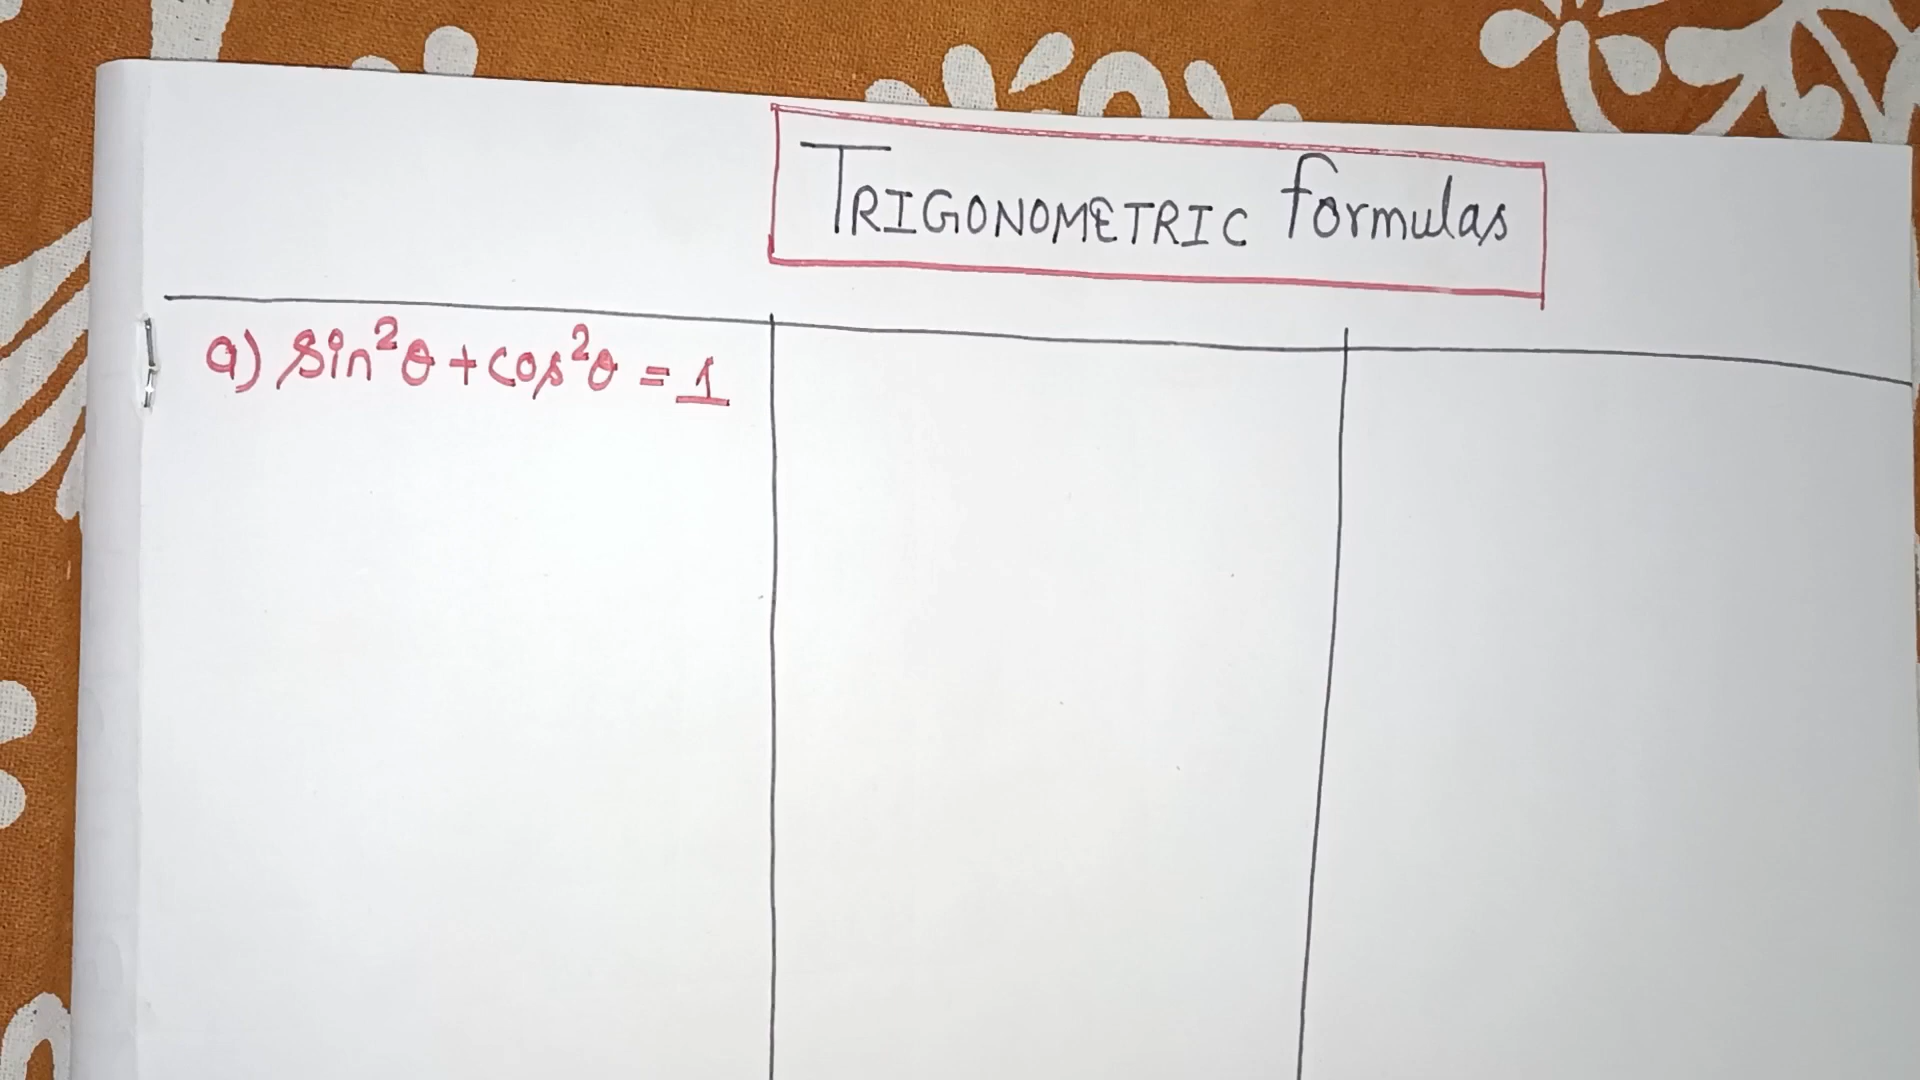 TRIGONOMETRIC formulas
a) sin²θ + cos²θ = 1